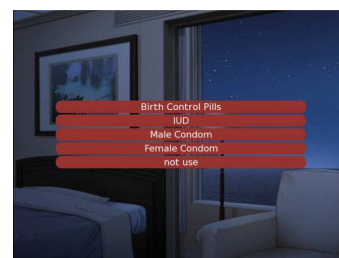 Birth Control Pills
IUD
Male Condom
Female Condom
not use